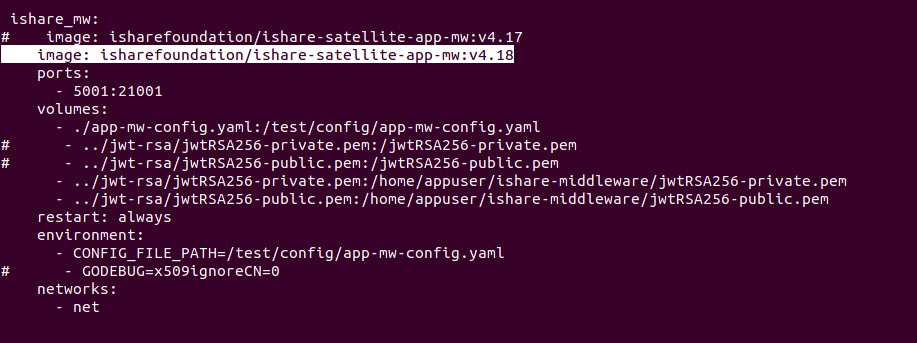 ishare_mw:
#    image: isharefoundation/ishare-satellite-app-mw:v4.17
    image: isharefoundation/ishare-satellite-app-mw:v4.18
    ports:
      - 5001:21001
    volumes:
      - ./app-mw-config.yaml:/test/config/app-mw-config.yaml
#      - ../jwt-rsa/jwtRSA256-private.pem:/jwtRSA256-private.pem
#      - ../jwt-rsa/jwtRSA256-public.pem:/jwtRSA256-public.pem
      - ../jwt-rsa/jwtRSA256-private.pem:/home/appuser/ishare-middleware/jwtRSA256-private.pem
      - ../jwt-rsa/jwtRSA256-public.pem:/home/appuser/ishare-middleware/jwtRSA256-public.pem
    restart: always
    environment:
      - CONFIG_FILE_PATH=/test/config/app-mw-config.yaml
#      - GODEBUG=x509ignoreCN=0
    networks:
      - net